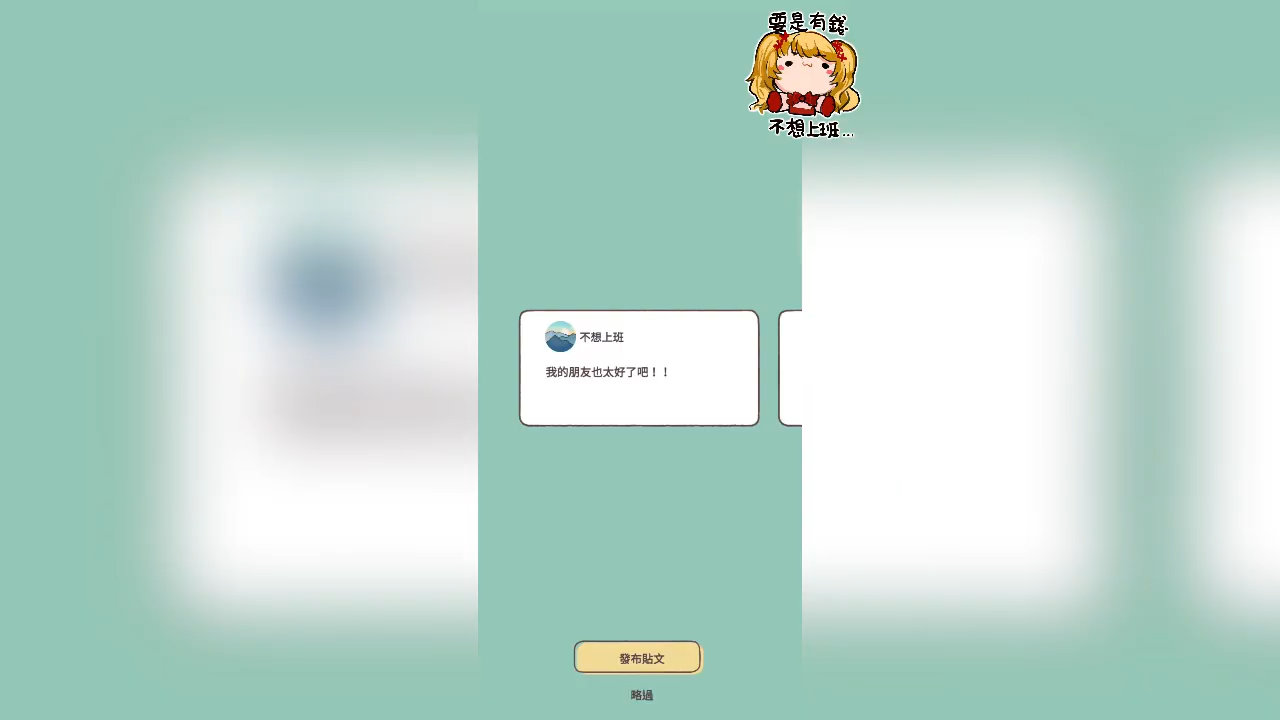 要是有錢
不想上班...
不想上班
我的朋友也太好了吧！！
發布貼文
略過